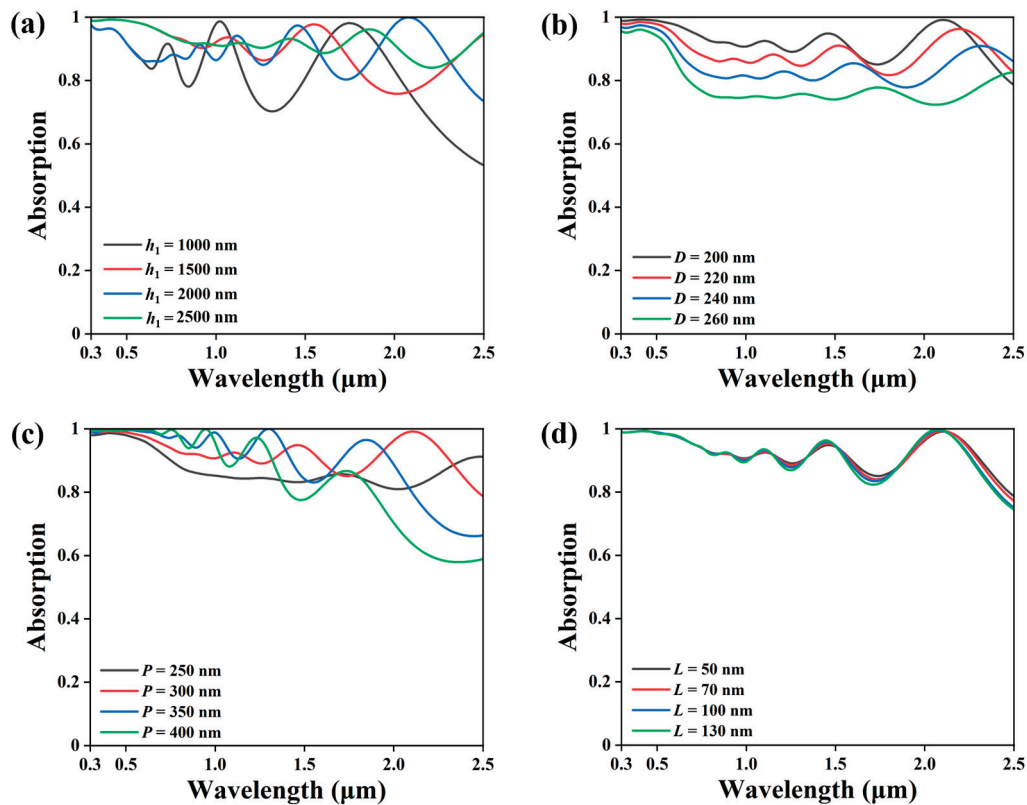 (a)
1
0.8
0.6
0.4
0.2
0
Absorption
h₁ = 1000 nm
h₁ = 1500 nm
h₁ = 2000 nm
h₁ = 2500 nm
0.3 0.5 1.0 1.5 2.0 2.5
Wavelength (μm)
(b)
1
0.8
0.6
0.4
0.2
0
Absorption
D = 200 nm
D = 220 nm
D = 240 nm
D = 260 nm
0.3 0.5 1.0 1.5 2.0 2.5
Wavelength (μm)
(c)
1
0.8
0.6
0.4
0.2
0
Absorption
P = 250 nm
P = 300 nm
P = 350 nm
P = 400 nm
0.3 0.5 1.0 1.5 2.0 2.5
Wavelength (μm)
(d)
1
0.8
0.6
0.4
0.2
0
Absorption
L = 50 nm
L = 70 nm
L = 100 nm
L = 130 nm
0.3 0.5 1.0 1.5 2.0 2.5
Wavelength (μm)